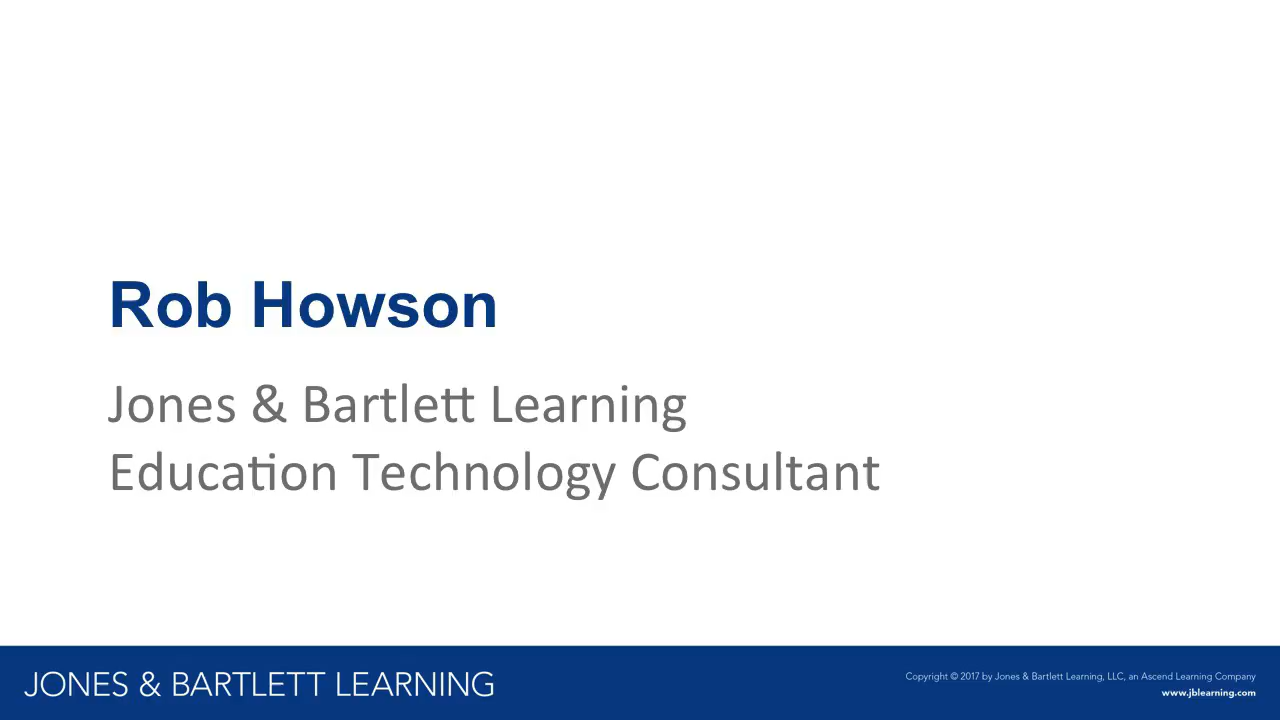 Rob Howson
Jones & Bartlett Learning
Education Technology Consultant
JONES & BARTLETT LEARNING
Copyright © 2017 by Jones & Bartlett Learning, LLC, an Ascend Learning Company
www.jblearning.com